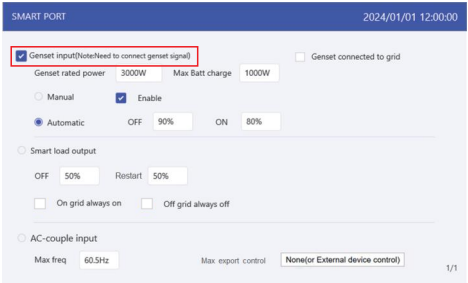 SMART PORT 2024/01/01 12:00:00
Genset input(Note:Need to connect genset signal) Genset connected to grid
Genset rated power 3000W Max Batt charge 1000W
Manual Enable
Automatic OFF 90% ON 80%
Smart load output
OFF 50% Restart 50%
On grid always on Off grid always off
AC-couple input
Max freq 60.5Hz Max export control None(or External device control)
1/1